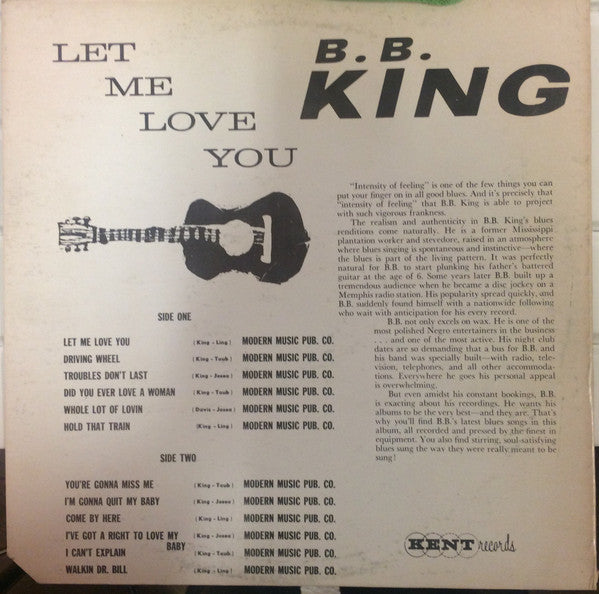 LET
ME
LOVE
YOU
B. B.
KING
"Intensity of feeling" is one of the few things you can
put your finger on in all good blues. And it's precisely that
"intensity of feeling" that B.B. King is able to project
with such vigorous frankness.
The realism and authenticity in B.B. King's blues
renditions come naturally. He is a former Mississippi
plantation worker and stevedore, raised in an atmosphere
where blues singing is spontaneous and instinctive—where
the blues is part of the living pattern. It was perfectly
natural for B.B. to start plunking his father's battered
guitar at the age of 6. Some years later B.B. built up a
tremendous audience when he became a disc jockey on a
Memphis radio station. His popularity spread quickly, and
B.B. suddenly found himself with a nationwide following
who wait with anticipation for his every record.
B.B. not only excels on wax. He is one of the
most polished Negro entertainers in the business
. . . and one of the most active. His night club
dates are so demanding that a bus for B.B. and
his band was specially built—with radio, tele-
vision, telephones, and all other accommoda-
tions. Everywhere he goes his personal appeal
is overwhelming.
But even amidst his constant bookings, B.B.
is exacting about his recordings. He wants his
albums to be the very best—and they are. That's
why you'll find B.B.'s latest blues songs in this
album, all recorded and pressed by the finest in
equipment. You also find stirring, soul-satisfying
blues sung the way they were really meant to be
sung!
SIDE ONE
LET ME LOVE YOU (King - Ling) MODERN MUSIC PUB. CO.
DRIVING WHEEL (King - Taub) MODERN MUSIC PUB. CO.
TROUBLES DON'T LAST (King - Josea) MODERN MUSIC PUB. CO.
DID YOU EVER LOVE A WOMAN (King - Taub) MODERN MUSIC PUB. CO.
WHOLE LOT OF LOVIN (Davis - Josea) MODERN MUSIC PUB. CO.
HOLD THAT TRAIN (King - Ling) MODERN MUSIC PUB. CO.
SIDE TWO
YOU'RE GONNA MISS ME (King - Taub) MODERN MUSIC PUB. CO.
I'M GONNA QUIT MY BABY (King - Josea) MODERN MUSIC PUB. CO.
COME BY HERE (King - Ling) MODERN MUSIC PUB. CO.
I'VE GOT A RIGHT TO LOVE MY (King - Josea) MODERN MUSIC PUB. CO.
BABY
I CAN'T EXPLAIN (King - Taub) MODERN MUSIC PUB. CO.
WALKIN DR. BILL (King - Ling) MODERN MUSIC PUB. CO.
KENT records